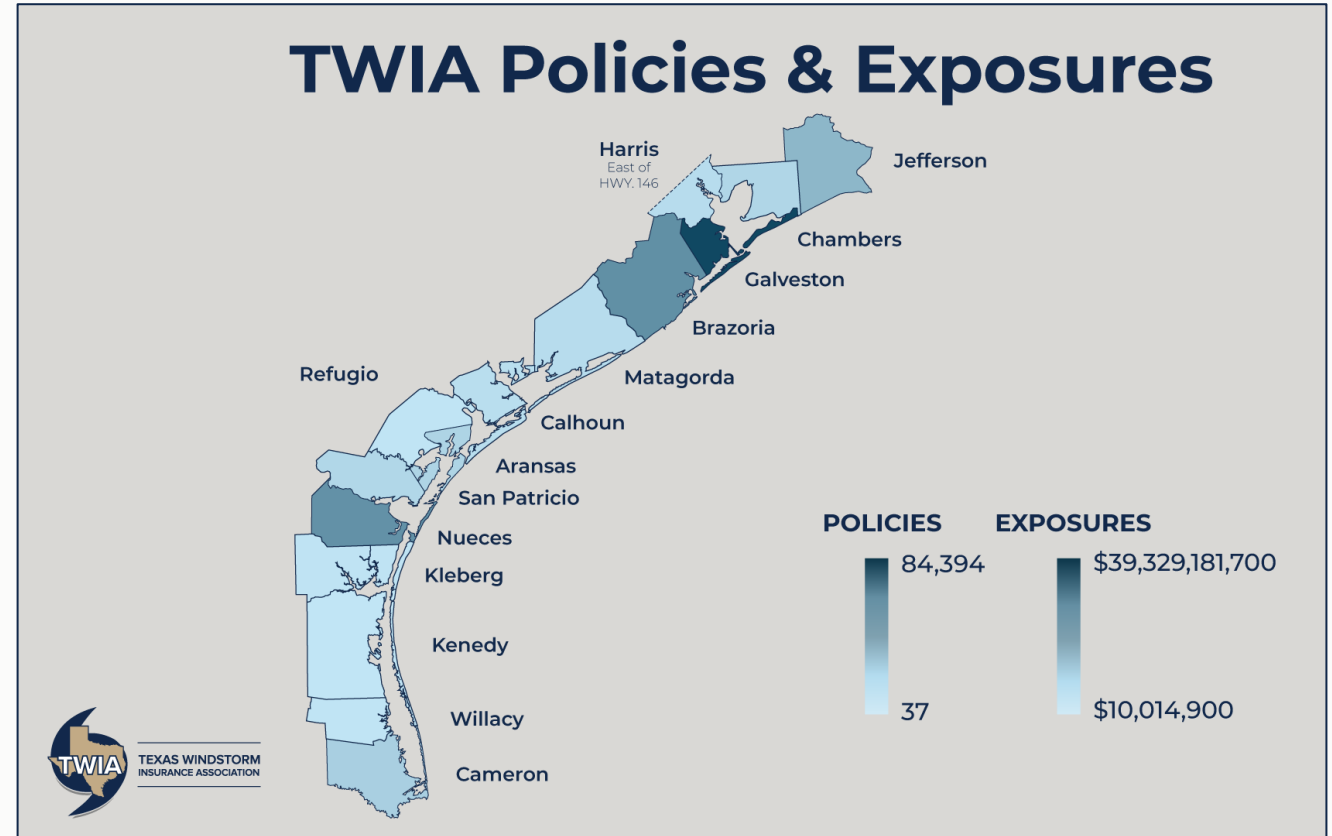 TWIA Policies & Exposures
Harris
East of
HWY. 146
Jefferson
Chambers
Galveston
Brazoria
Matagorda
Refugio
Calhoun
Aransas
San Patricio
Nueces
Kleberg
Kenedy
Willacy
Cameron
POLICIES
84,394
37
EXPOSURES
$39,329,181,700
$10,014,900
TWIA
TEXAS WINDSTORM
INSURANCE ASSOCIATION